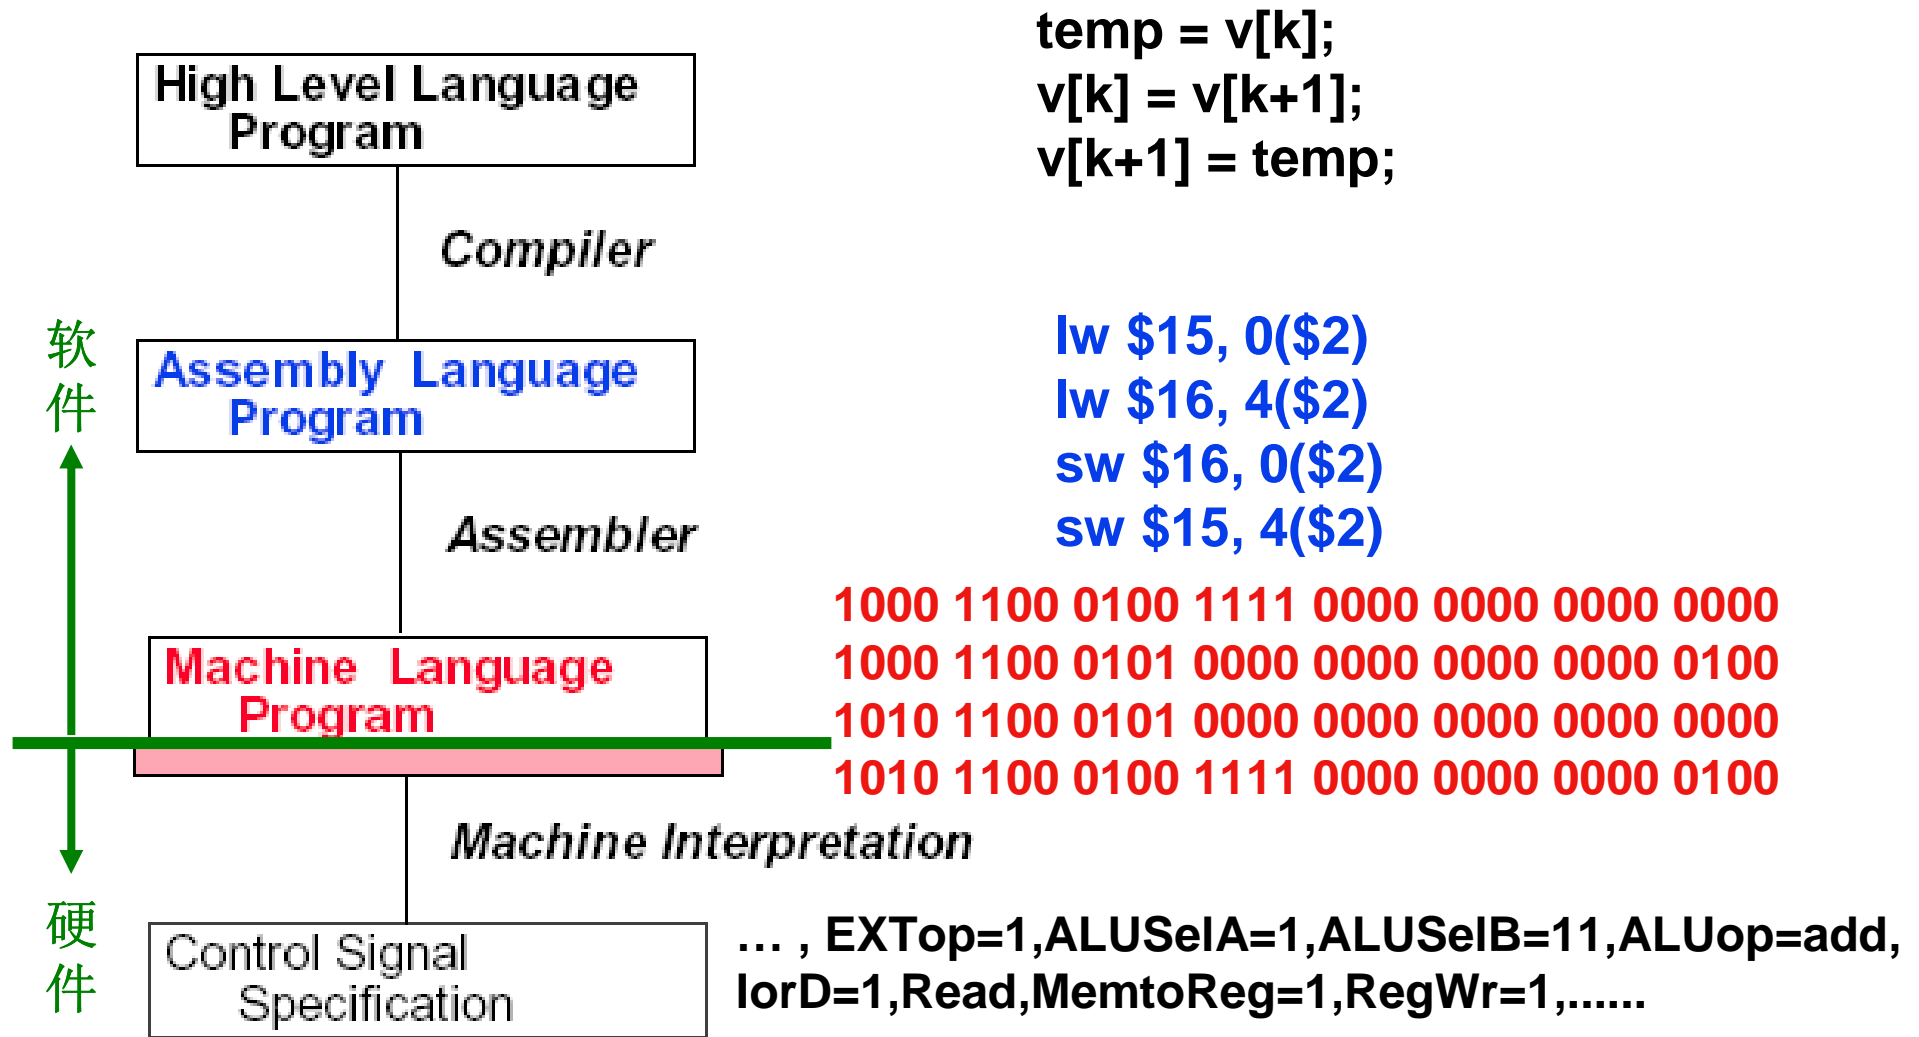 High Level Language
Program
temp = v[k];
v[k] = v[k+1];
v[k+1] = temp;
Compiler
软
件
Assembly Language
Program
lw $15, 0($2)
lw $16, 4($2)
sw $16, 0($2)
sw $15, 4($2)
Assembler
Machine Language
Program
1000 1100 0100 1111 0000 0000 0000 0000
1000 1100 0101 0000 0000 0000 0000 0100
1010 1100 0101 0000 0000 0000 0000 0000
1010 1100 0100 1111 0000 0000 0000 0100
Machine Interpretation
硬
件
Control Signal
Specification
… , EXTop=1,ALUSelA=1,ALUSelB=11,ALUop=add,
IorD=1,Read,MemtoReg=1,RegWr=1,......